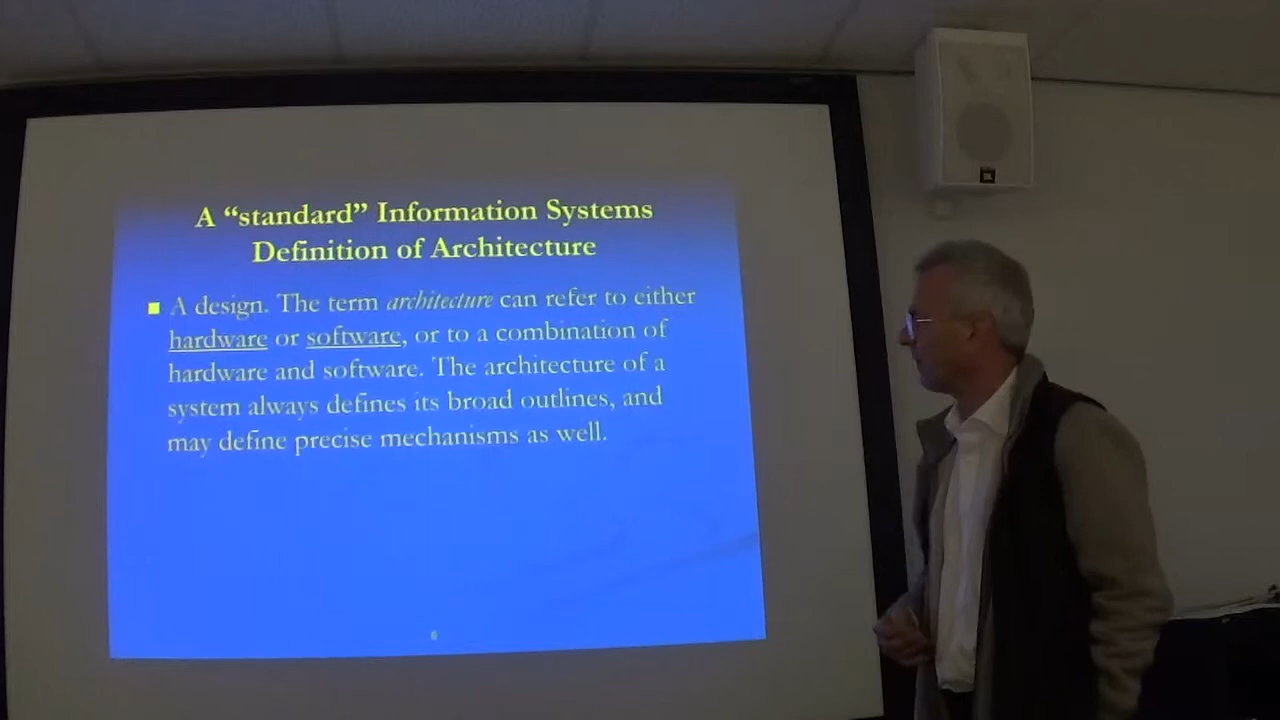 A “standard” Information Systems
Definition of Architecture
A design. The term architecture can refer to either
hardware or software, or to a combination of
hardware and software. The architecture of a
system always defines its broad outlines, and
may define precise mechanisms as well.
6
JBL